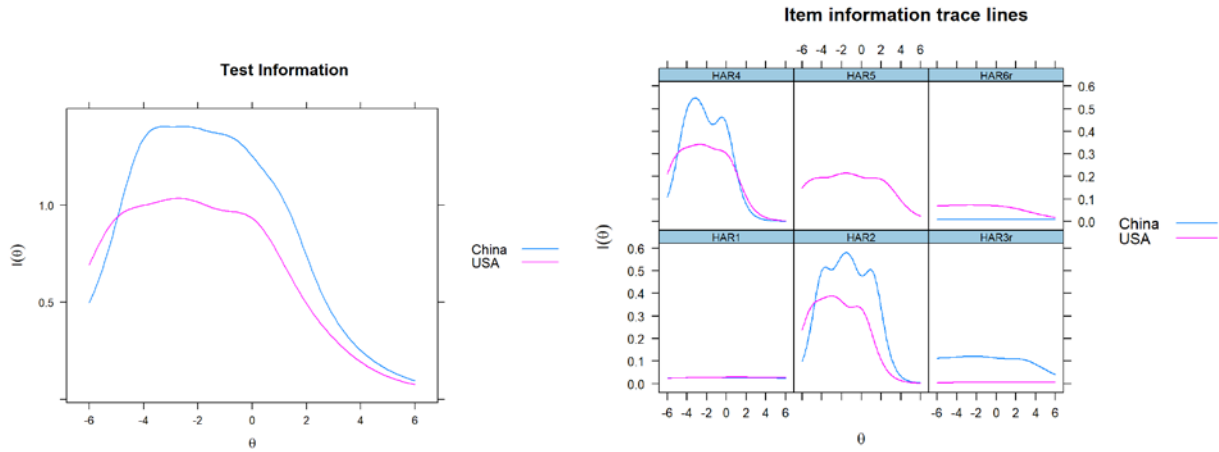 Test Information
I(θ)
1.0
0.5
-6 -4 -2 0 2 4 6
θ
China
USA
Item information trace lines
-6 -4 -2 0 2 4 6
HAR4 HAR5 HAR6r
0.6
0.5
0.4
0.3
0.2
0.1
0.0
HAR1 HAR2 HAR3r
0.6
0.5
0.4
0.3
0.2
0.1
0.0
I(θ)
-6 -4 -2 0 2 4 6 -6 -4 -2 0 2 4 6
θ
China
USA